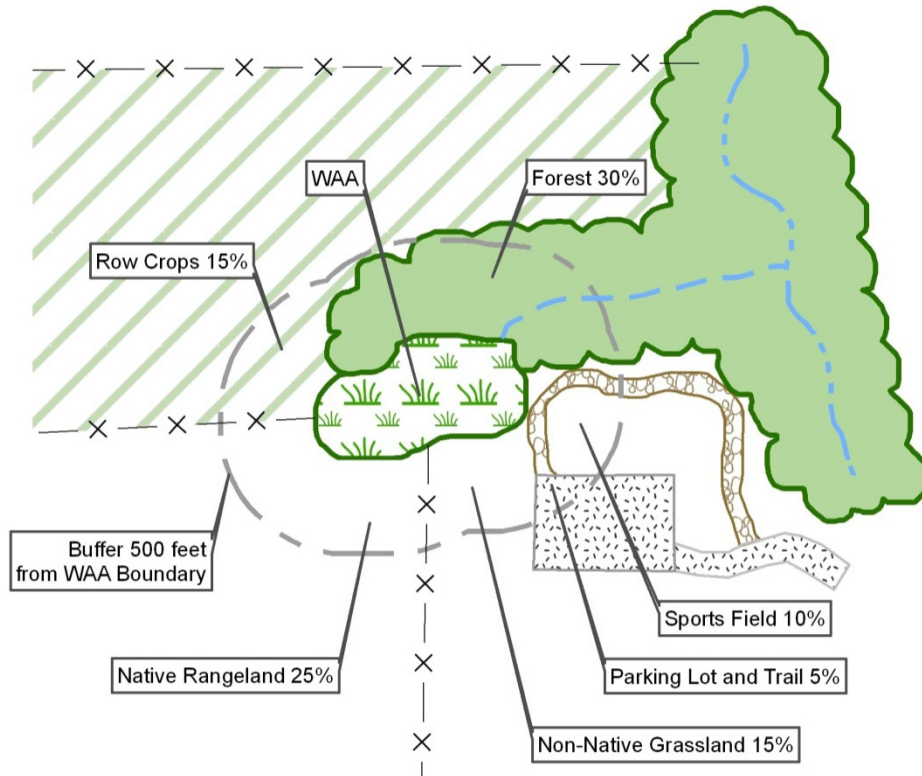 WAA
Forest 30%
Row Crops 15%
Buffer 500 feet
from WAA Boundary
Sports Field 10%
Native Rangeland 25%
Parking Lot and Trail 5%
Non-Native Grassland 15%